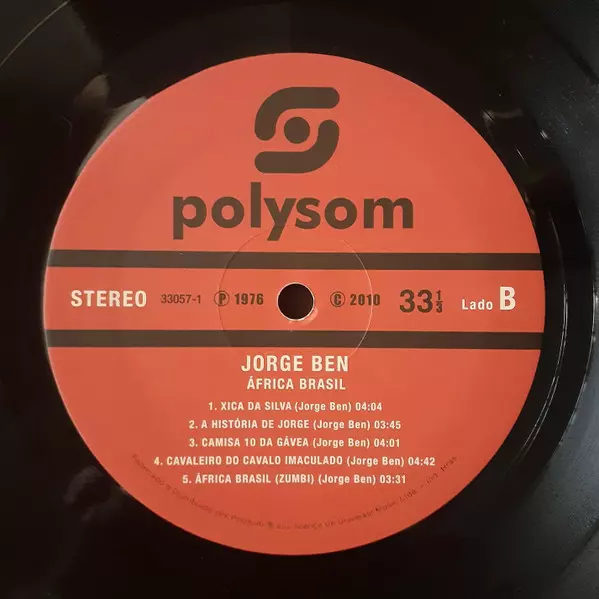 polysom
STEREO 33057-1 Ⓟ 1976 © 2010 33⅓ Lado B
JORGE BEN
ÁFRICA BRASIL
1. XICA DA SILVA (Jorge Ben) 04:04
2. A HISTÓRIA DE JORGE (Jorge Ben) 03:45
3. CAMISA 10 DA GÁVEA (Jorge Ben) 04:01
4. CAVALEIRO DO CAVALO IMACULADO (Jorge Ben) 04:42
5. ÁFRICA BRASIL (ZUMBI) (Jorge Ben) 03:31